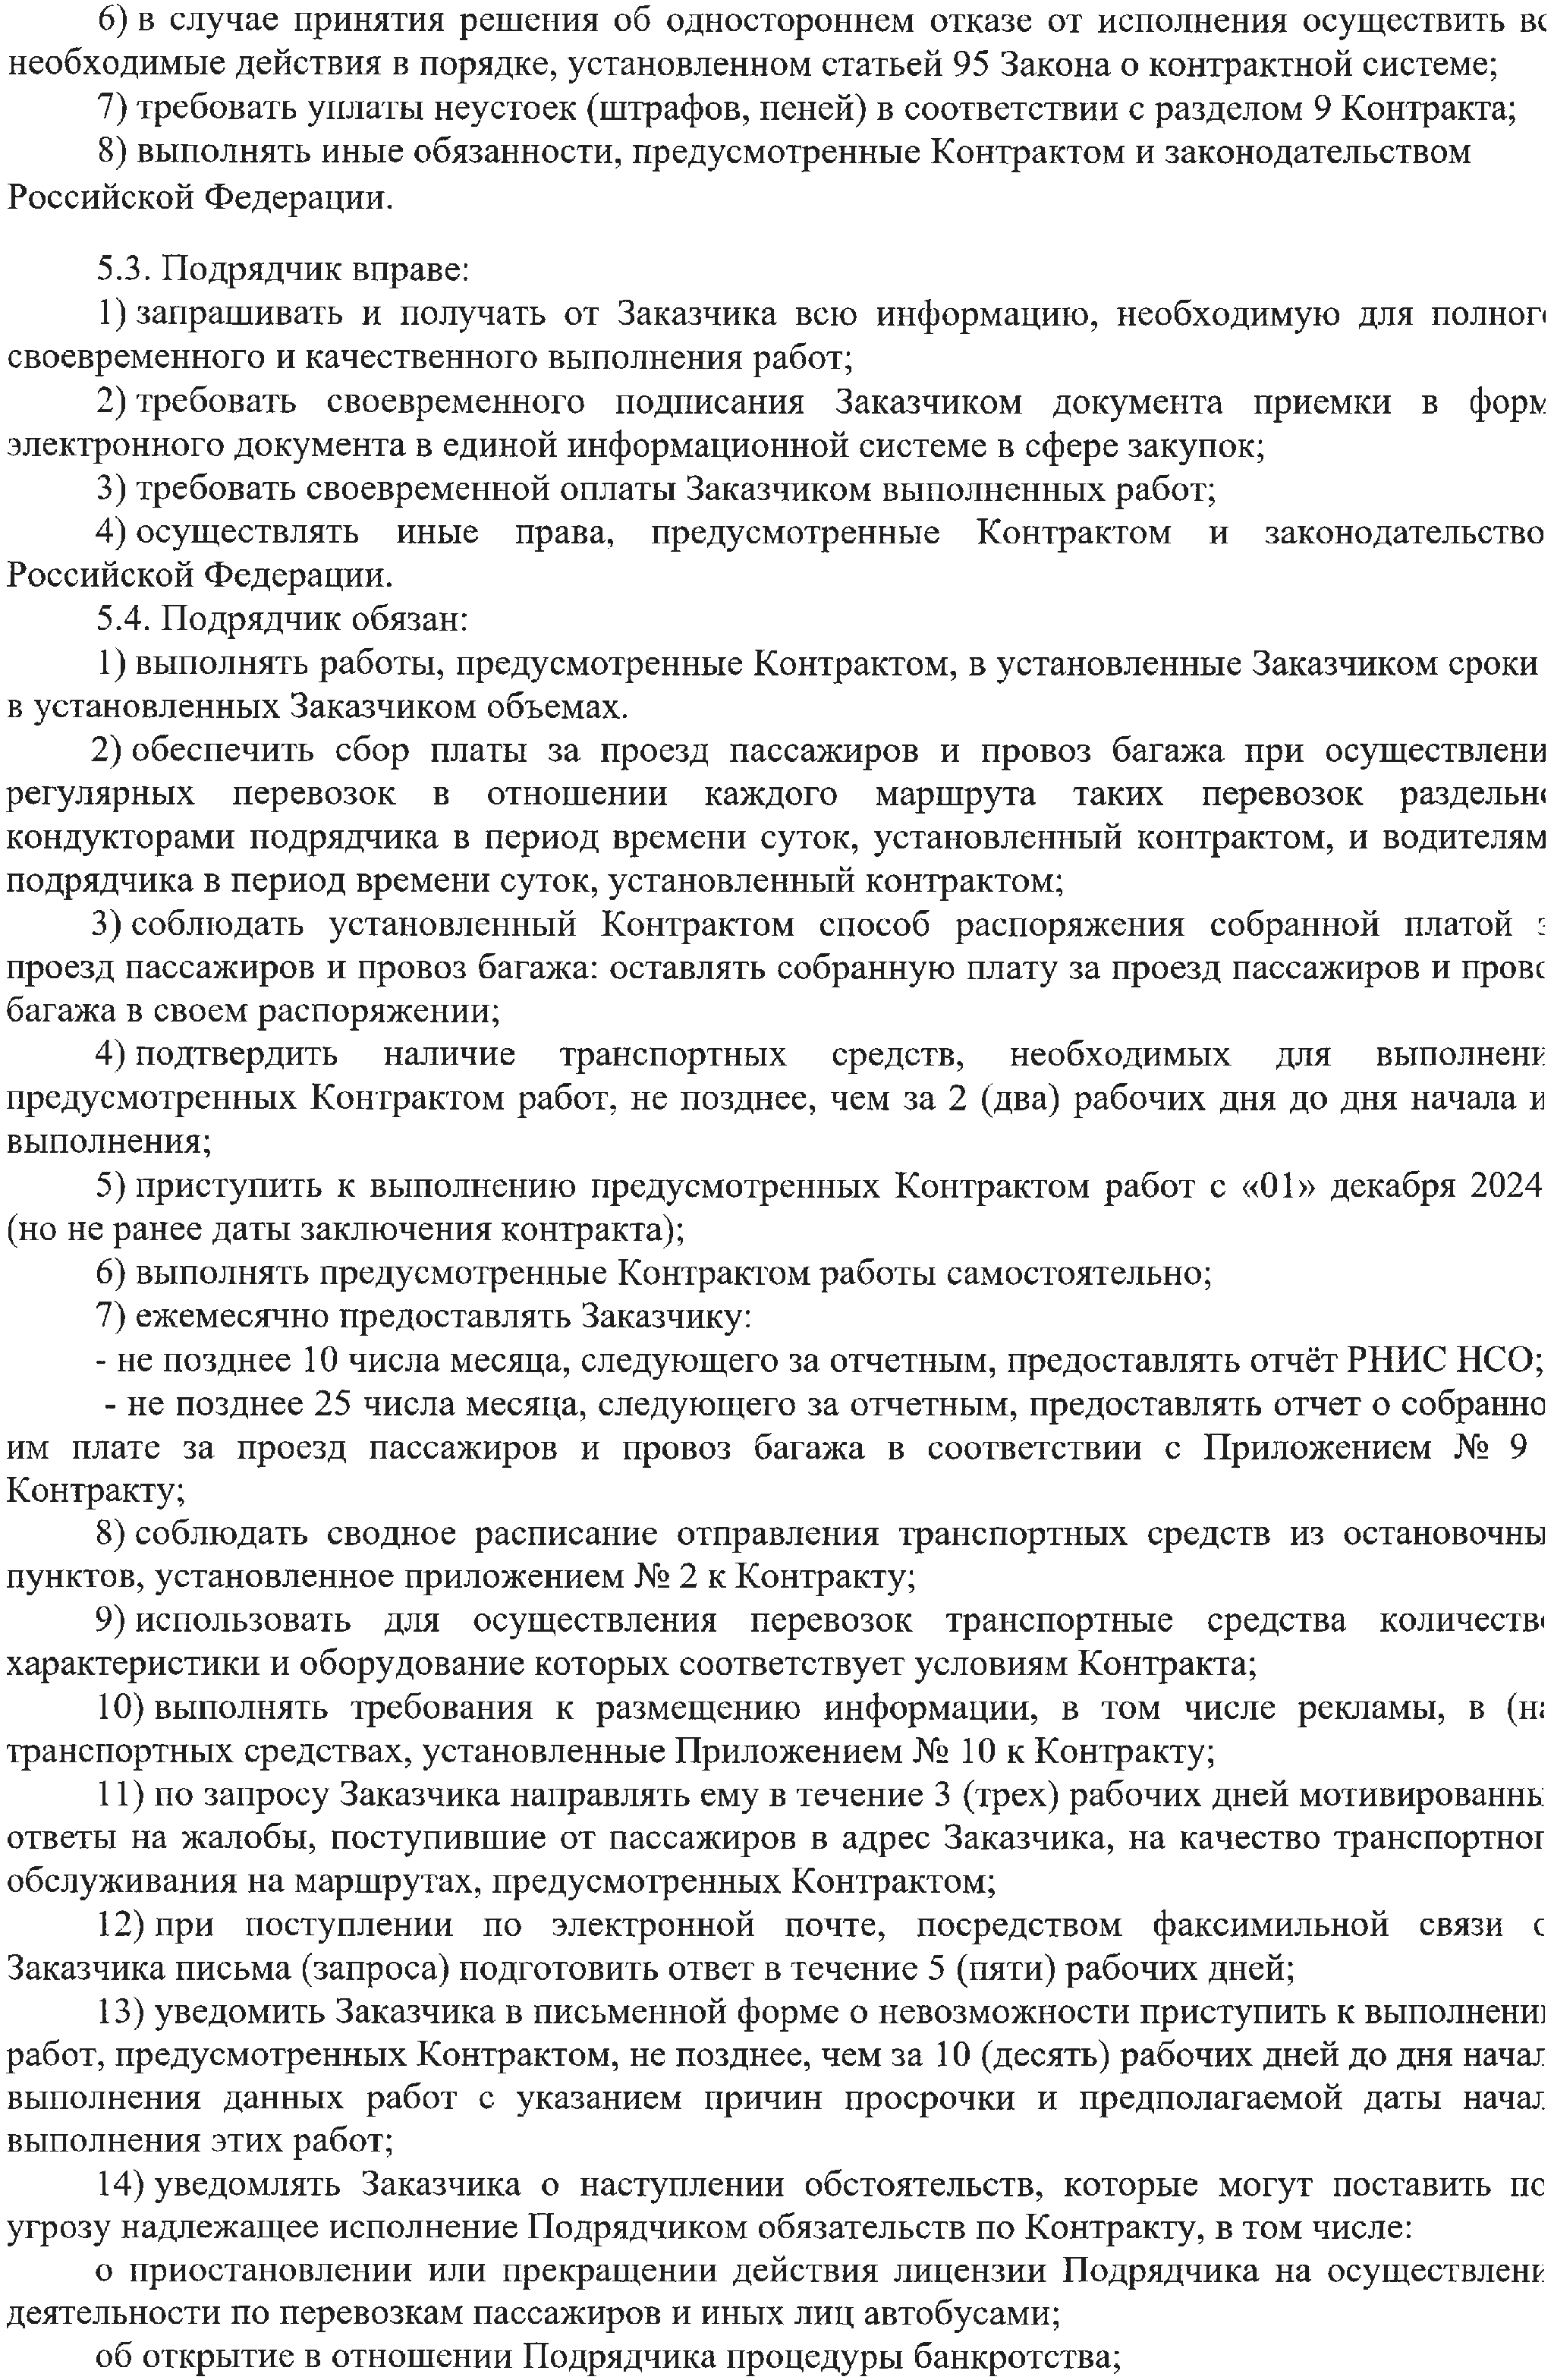 6) в случае принятия решения об одностороннем отказе от исполнения осуществить вс
необходимые действия в порядке, установленном статьей 95 Закона о контрактной системе;
7) требовать уплаты неустоек (штрафов, пеней) в соответствии с разделом 9 Контракта;
8) выполнять иные обязанности, предусмотренные Контрактом и законодательством
Российской Федерации.
5.3. Подрядчик вправе:
1) запрашивать и получать от Заказчика всю информацию, необходимую для полног
своевременного и качественного выполнения работ;
2) требовать своевременного подписания Заказчиком документа приемки в форм
электронного документа в единой информационной системе в сфере закупок;
3) требовать своевременной оплаты Заказчиком выполненных работ;
4) осуществлять иные права, предусмотренные Контрактом и законодательство
Российской Федерации.
5.4. Подрядчик обязан:
1) выполнять работы, предусмотренные Контрактом, в установленные Заказчиком сроки
в установленных Заказчиком объемах.
2) обеспечить сбор платы за проезд пассажиров и провоз багажа при осуществлени
регулярных перевозок в отношении каждого маршрута таких перевозок раздельн
кондукторами подрядчика в период времени суток, установленный контрактом, и водителям
подрядчика в период времени суток, установленный контрактом;
3) соблюдать установленный Контрактом способ распоряжения собранной платой з
проезд пассажиров и провоз багажа: оставлять собранную плату за проезд пассажиров и прово
багажа в своем распоряжении;
4) подтвердить наличие транспортных средств, необходимых для выполнени
предусмотренных Контрактом работ, не позднее, чем за 2 (два) рабочих дня до дня начала и
выполнения;
5) приступить к выполнению предусмотренных Контрактом работ с «01» декабря 2024
(но не ранее даты заключения контракта);
6) выполнять предусмотренные Контрактом работы самостоятельно;
7) ежемесячно предоставлять Заказчику:
- не позднее 10 числа месяца, следующего за отчетным, предоставлять отчёт РНИС НСО;
- не позднее 25 числа месяца, следующего за отчетным, предоставлять отчет о собранно
им плате за проезд пассажиров и провоз багажа в соответствии с Приложением № 9
Контракту;
8) соблюдать сводное расписание отправления транспортных средств из остановочны
пунктов, установленное приложением № 2 к Контракту;
9) использовать для осуществления перевозок транспортные средства количеств
характеристики и оборудование которых соответствует условиям Контракта;
10) выполнять требования к размещению информации, в том числе рекламы, в (на
транспортных средствах, установленные Приложением № 10 к Контракту;
11) по запросу Заказчика направлять ему в течение 3 (трех) рабочих дней мотивированны
ответы на жалобы, поступившие от пассажиров в адрес Заказчика, на качество транспортног
обслуживания на маршрутах, предусмотренных Контрактом;
12) при поступлении по электронной почте, посредством факсимильной связи о
Заказчика письма (запроса) подготовить ответ в течение 5 (пяти) рабочих дней;
13) уведомить Заказчика в письменной форме о невозможности приступить к выполнени
работ, предусмотренных Контрактом, не позднее, чем за 10 (десять) рабочих дней до дня начал
выполнения данных работ с указанием причин просрочки и предполагаемой даты начал
выполнения этих работ;
14) уведомлять Заказчика о наступлении обстоятельств, которые могут поставить по
угрозу надлежащее исполнение Подрядчиком обязательств по Контракту, в том числе:
о приостановлении или прекращении действия лицензии Подрядчика на осуществлени
деятельности по перевозкам пассажиров и иных лиц автобусами;
об открытие в отношении Подрядчика процедуры банкротства;